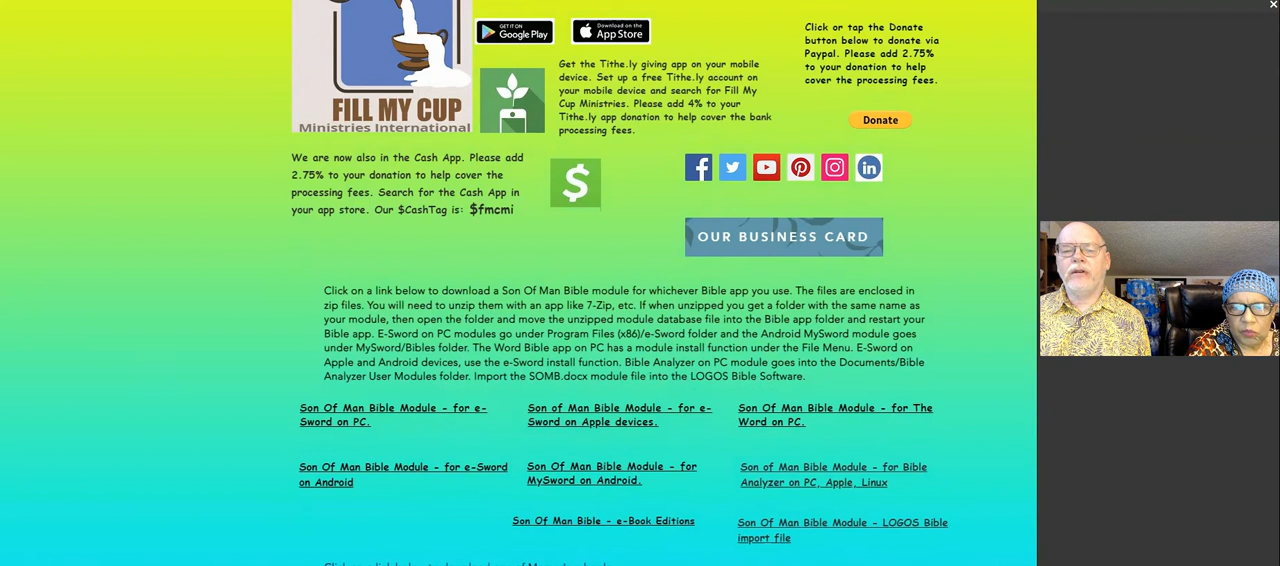 GET IT ON
Google Play
Download on the
App Store
Click or tap the Donate
button below to donate via
Paypal. Please add 2.75%
to your donation to help
cover the processing fees.
Get the Tithe.ly giving app on your mobile
device. Set up a free Tithe.ly account on
your mobile device and search for Fill My
Cup Ministries. Please add 4% to your
Tithe.ly app donation to help cover the bank
processing fees.
FILL MY CUP
Ministries International
Donate
We are now also in the Cash App. Please add
2.75% to your donation to help cover the
processing fees. Search for the Cash App in
your app store. Our $CashTag is: $fmcmi
$
OUR BUSINESS CARD
Click on a link below to download a Son Of Man Bible module for whichever Bible app you use. The files are enclosed in
zip files. You will need to unzip them with an app like 7-Zip, etc. If when unzipped you get a folder with the same name as
your module, then open the folder and move the unzipped module database file into the Bible app folder and restart your
Bible app. E-Sword on PC modules go under Program Files (x86)/e-Sword folder and the Android MySword module goes
under MySword/Bibles folder. The Word Bible app on PC has a module install function under the File Menu. E-Sword on
Apple and Android devices, use the e-Sword install function. Bible Analyzer on PC module goes into the Documents/Bible
Analyzer User Modules folder. Import the SOMB.docx module file into the LOGOS Bible Software.
Son Of Man Bible Module - for e-
Sword on PC.
Son of Man Bible Module - for e-
Sword on Apple devices.
Son Of Man Bible Module - for The
Word on PC.
Son Of Man Bible Module - for e-Sword
on Android
Son Of Man Bible Module - for
MySword on Android.
Son of Man Bible Module - for Bible
Analyzer on PC, Apple, Linux
Son Of Man Bible - e-Book Editions
Son Of Man Bible Module - LOGOS Bible
import file